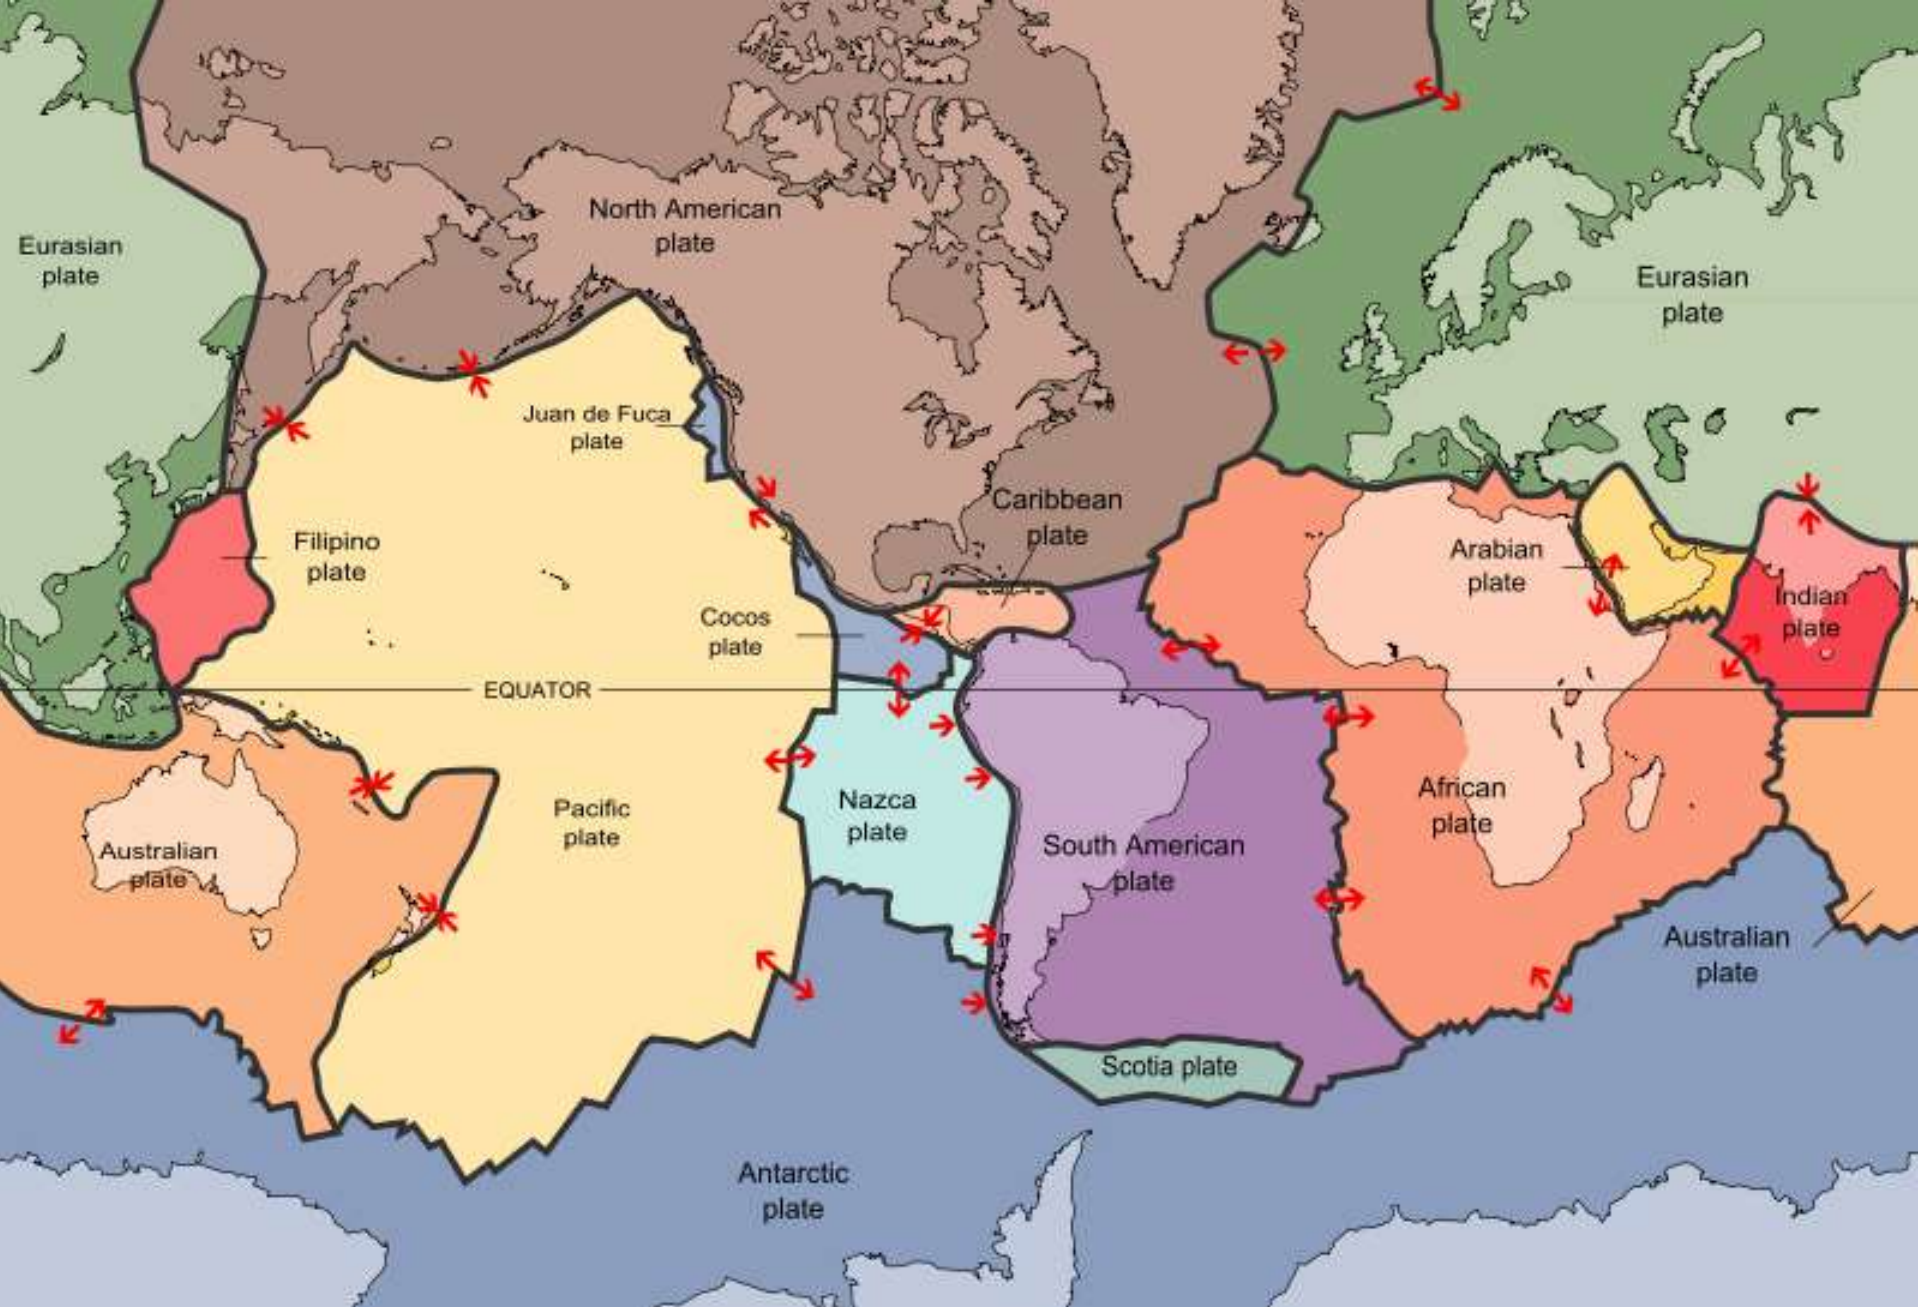 North American
plate
Eurasian
plate
Eurasian
plate
Juan de Fuca
plate
Caribbean
plate
Filipino
plate
Arabian
plate
Indian
plate
Cocos
plate
EQUATOR
Pacific
plate
Nazca
plate
African
plate
South American
plate
Australian
plate
Australian
plate
Scotia plate
Antarctic
plate